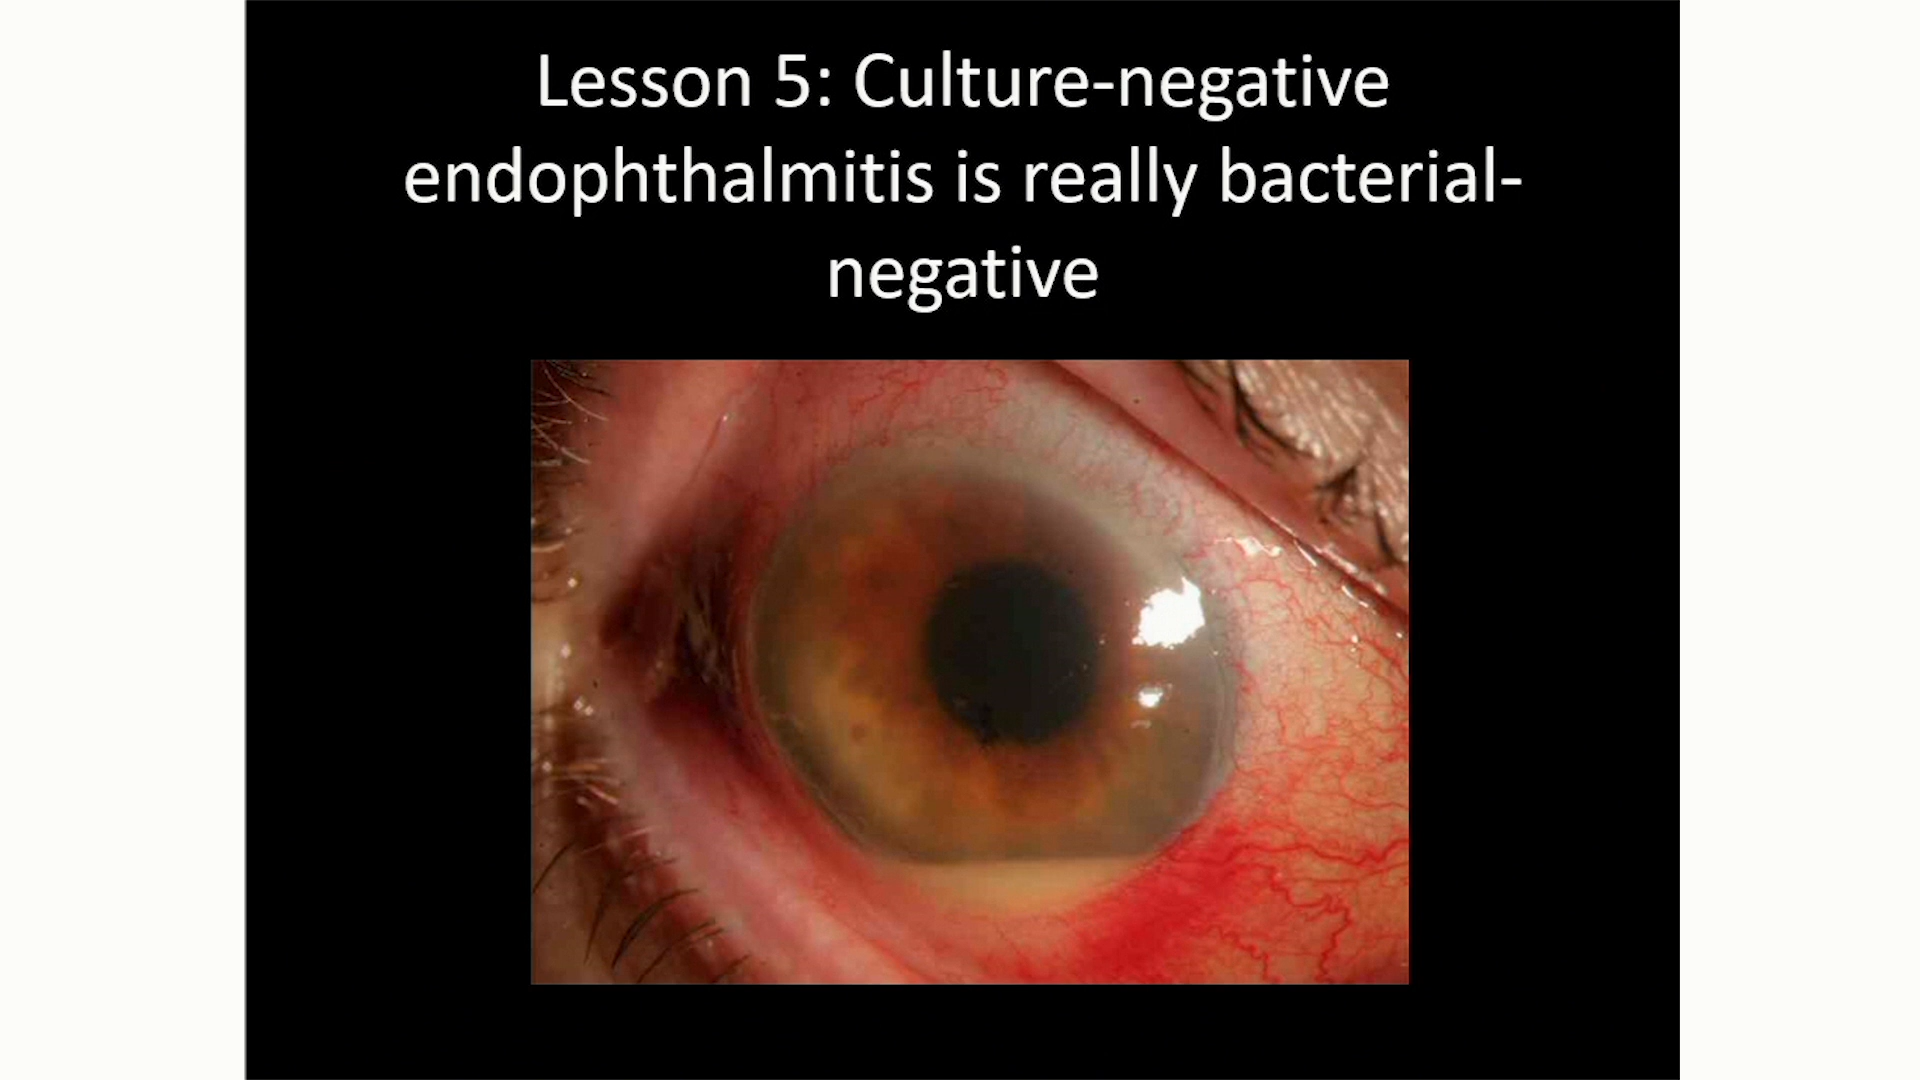 Lesson 5: Culture-negative
endophthalmitis is really bacterial-
negative